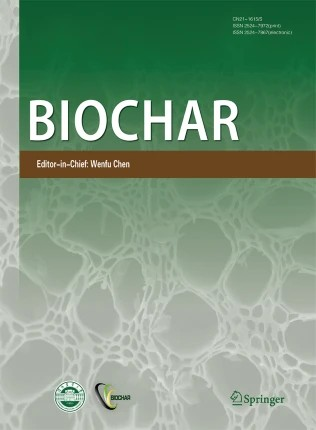 CN21-1615/S
ISSN 2524-7972(print)
ISSN 2524-7867(electronic)
BIOCHAR
Editor-in-Chief: Wenfu Chen
BIOCHAR
Springer